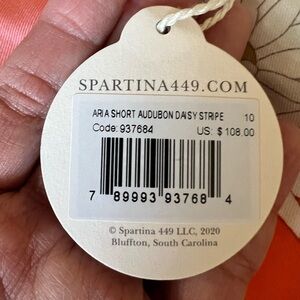 SPARTINA449.COM
ARIA SHORT AUDUBON DAISY STRIPE 10
Code: 937684 US: $ 108.00
7 89993 93768 4
© Spartina 449 LLC, 2020
Bluffton, South Carolina